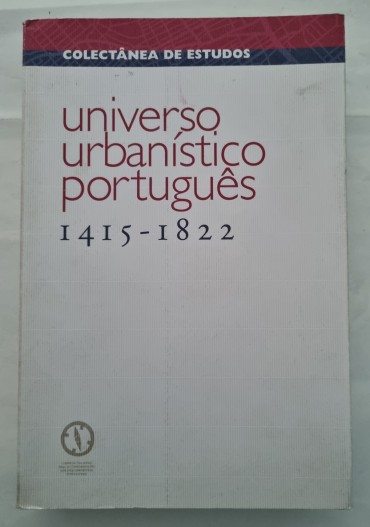 COLECTÂNEA DE ESTUDOS
universo
urbanístico
português
1415-1822